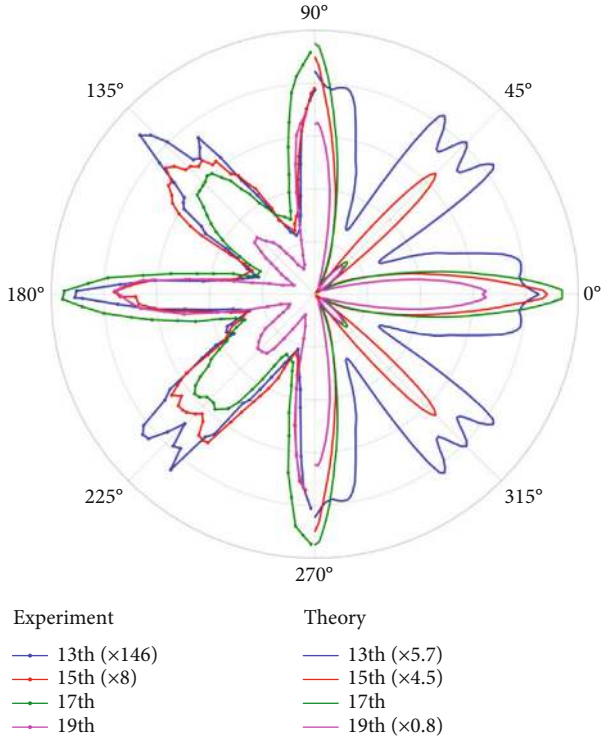 90°
135°
45°
180°
0°
225°
315°
270°
Experiment
13th (×146)
15th (×8)
17th
19th
Theory
13th (×5.7)
15th (×4.5)
17th
19th (×0.8)